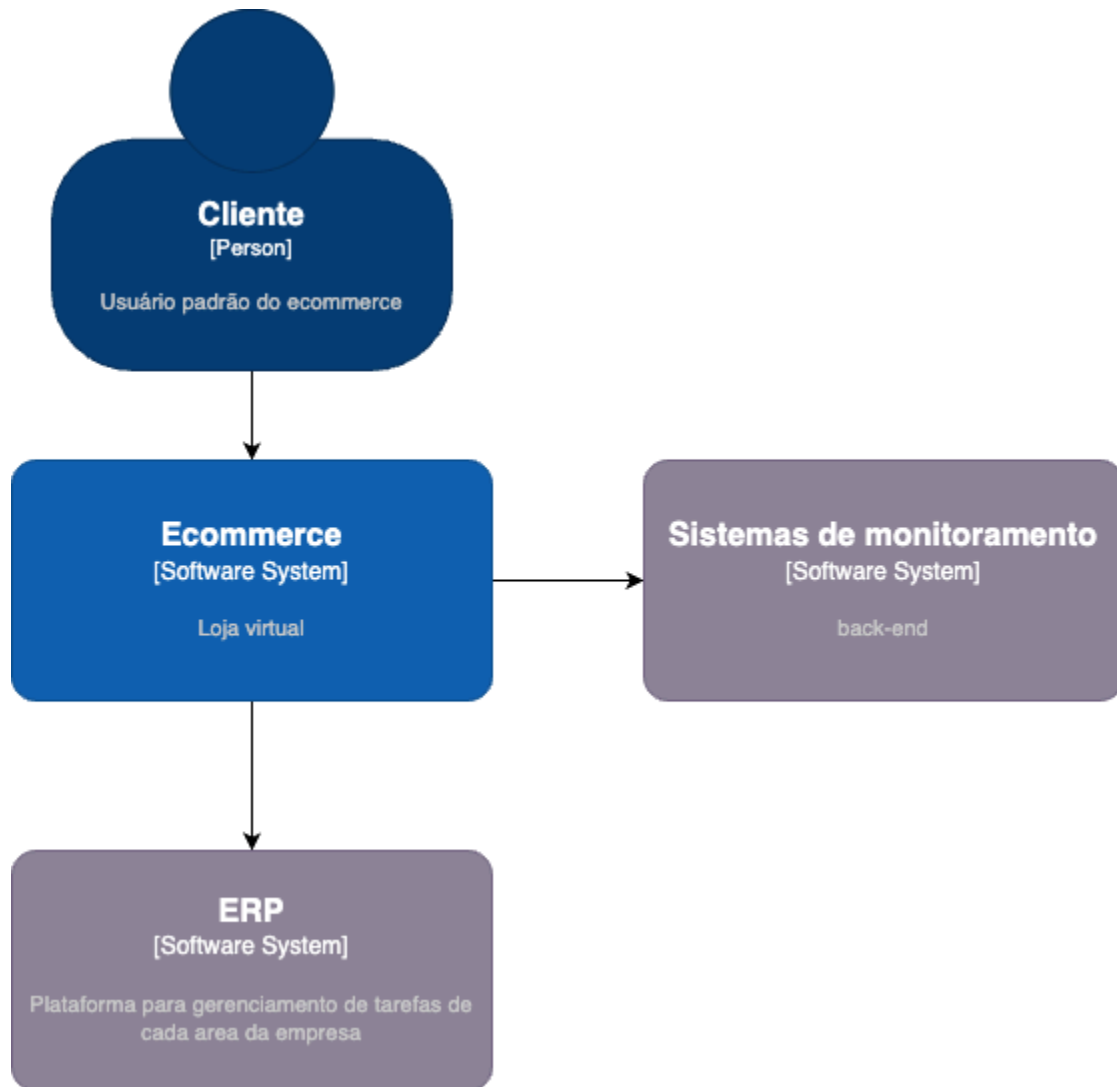 Cliente
[Person]
Usuário padrão do ecommerce
Ecommerce
[Software System]
Loja virtual
Sistemas de monitoramento
[Software System]
back-end
ERP
[Software System]
Plataforma para gerenciamento de tarefas de
cada area da empresa